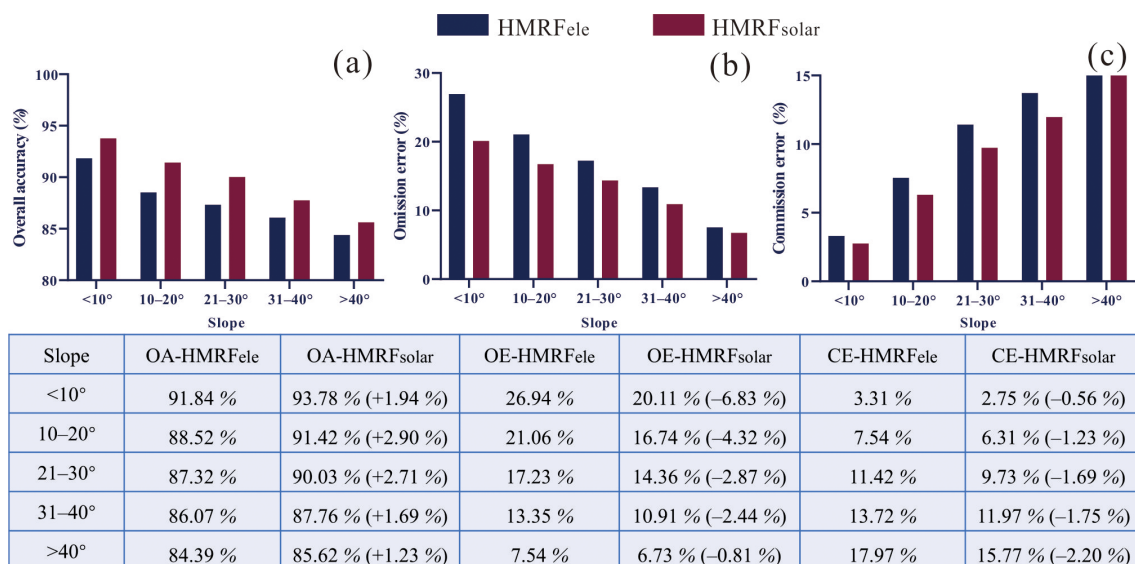 HMRFele HMRFsolar
(a)
Overall accuracy (%)
100
95
90
85
80
<10° 10–20° 21–30° 31–40° >40°
Slope
(b)
Omission error (%)
30
20
10
0
<10° 10–20° 21–30° 31–40° >40°
Slope
(c)
Commission error (%)
15
10
5
0
<10° 10–20° 21–30° 31–40° >40°
Slope
Slope OA-HMRFele OA-HMRFsolar OE-HMRFele OE-HMRFsolar CE-HMRFele CE-HMRFsolar
<10° 91.84 % 93.78 % (+1.94 %) 26.94 % 20.11 % (–6.83 %) 3.31 % 2.75 % (–0.56 %)
10–20° 88.52 % 91.42 % (+2.90 %) 21.06 % 16.74 % (–4.32 %) 7.54 % 6.31 % (–1.23 %)
21–30° 87.32 % 90.03 % (+2.71 %) 17.23 % 14.36 % (–2.87 %) 11.42 % 9.73 % (–1.69 %)
31–40° 86.07 % 87.76 % (+1.69 %) 13.35 % 10.91 % (–2.44 %) 13.72 % 11.97 % (–1.75 %)
>40° 84.39 % 85.62 % (+1.23 %) 7.54 % 6.73 % (–0.81 %) 17.97 % 15.77 % (–2.20 %)